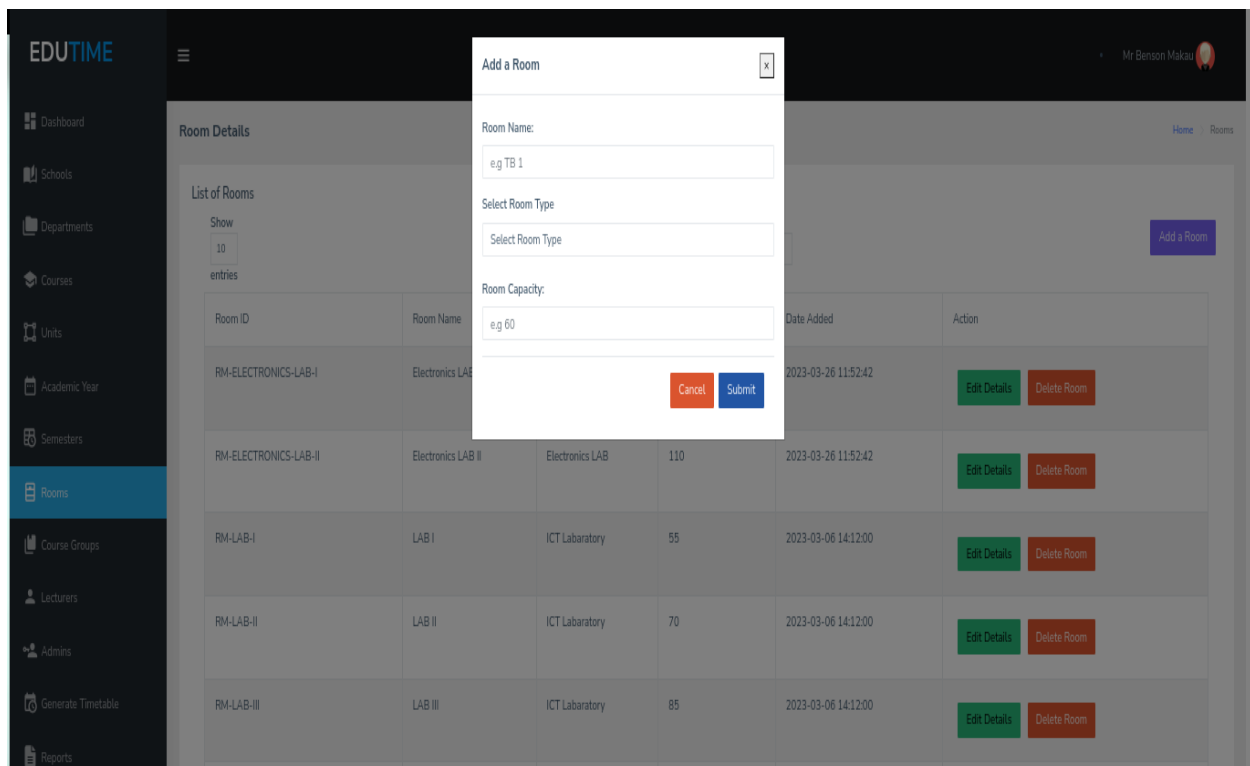 EDUTIME
Mr Benson Makau
Dashboard
Schools
Departments
Courses
Units
Academic Year
Semesters
Rooms
Course Groups
Lecturers
Admins
Generate Timetable
Reports
Room Details
Home / Rooms
List of Rooms
Show
10
entries
Add a Room
Room ID Room Name Date Added Action
RM-ELECTRONICS-LAB-I Electronics LAB 2023-03-26 11:52:42 Edit Details Delete Room
RM-ELECTRONICS-LAB-II Electronics LAB II Electronics LAB 110 2023-03-26 11:52:42 Edit Details Delete Room
RM-LAB-I LAB I ICT Labaratory 55 2023-03-06 14:12:00 Edit Details Delete Room
RM-LAB-II LAB II ICT Labaratory 70 2023-03-06 14:12:00 Edit Details Delete Room
RM-LAB-III LAB III ICT Labaratory 85 2023-03-06 14:12:00 Edit Details Delete Room
Add a Room
x
Room Name:
e.g TB 1
Select Room Type
Select Room Type
Room Capacity:
e.g 60
Cancel Submit